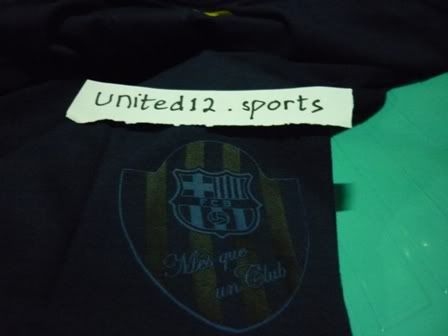 united12.sports
FCB
Més que
un Club